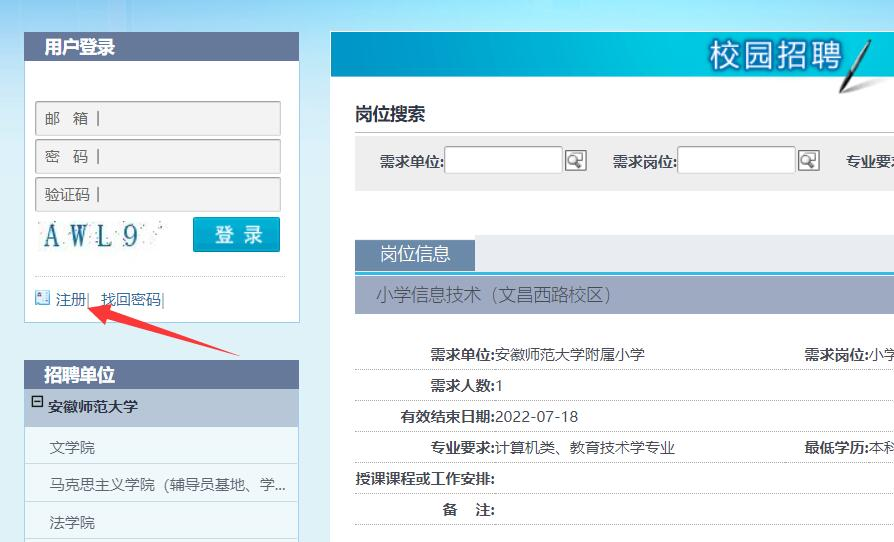 用户登录
邮 箱
密 码
验证码
AWL9
登 录
注册| 找回密码|
招聘单位
安徽师范大学
文学院
马克思主义学院（辅导员基地、学...
法学院
校园招聘
岗位搜索
需求单位: 需求岗位: 专业要
岗位信息
小学信息技术（文昌西路校区）
需求单位:安徽师范大学附属小学 需求岗位:小学
需求人数:1
有效结束日期:2022-07-18
专业要求:计算机类、教育技术学专业 最低学历:本科
授课课程或工作安排:
备 注: